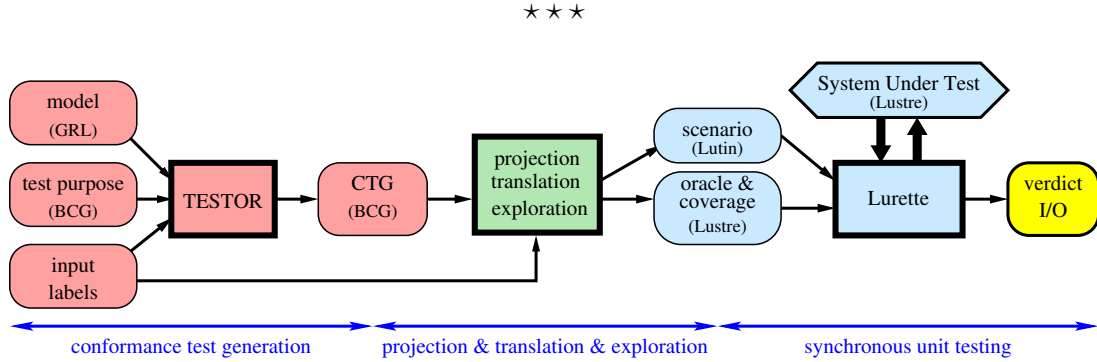 ⋆ ⋆ ⋆
model
(GRL)
test purpose
(BCG)
input
labels
TESTOR
CTG
(BCG)
projection
translation
exploration
scenario
(Lutin)
oracle &
coverage
(Lustre)
System Under Test
(Lustre)
Lurette
verdict
I/O
conformance test generation
projection & translation & exploration
synchronous unit testing